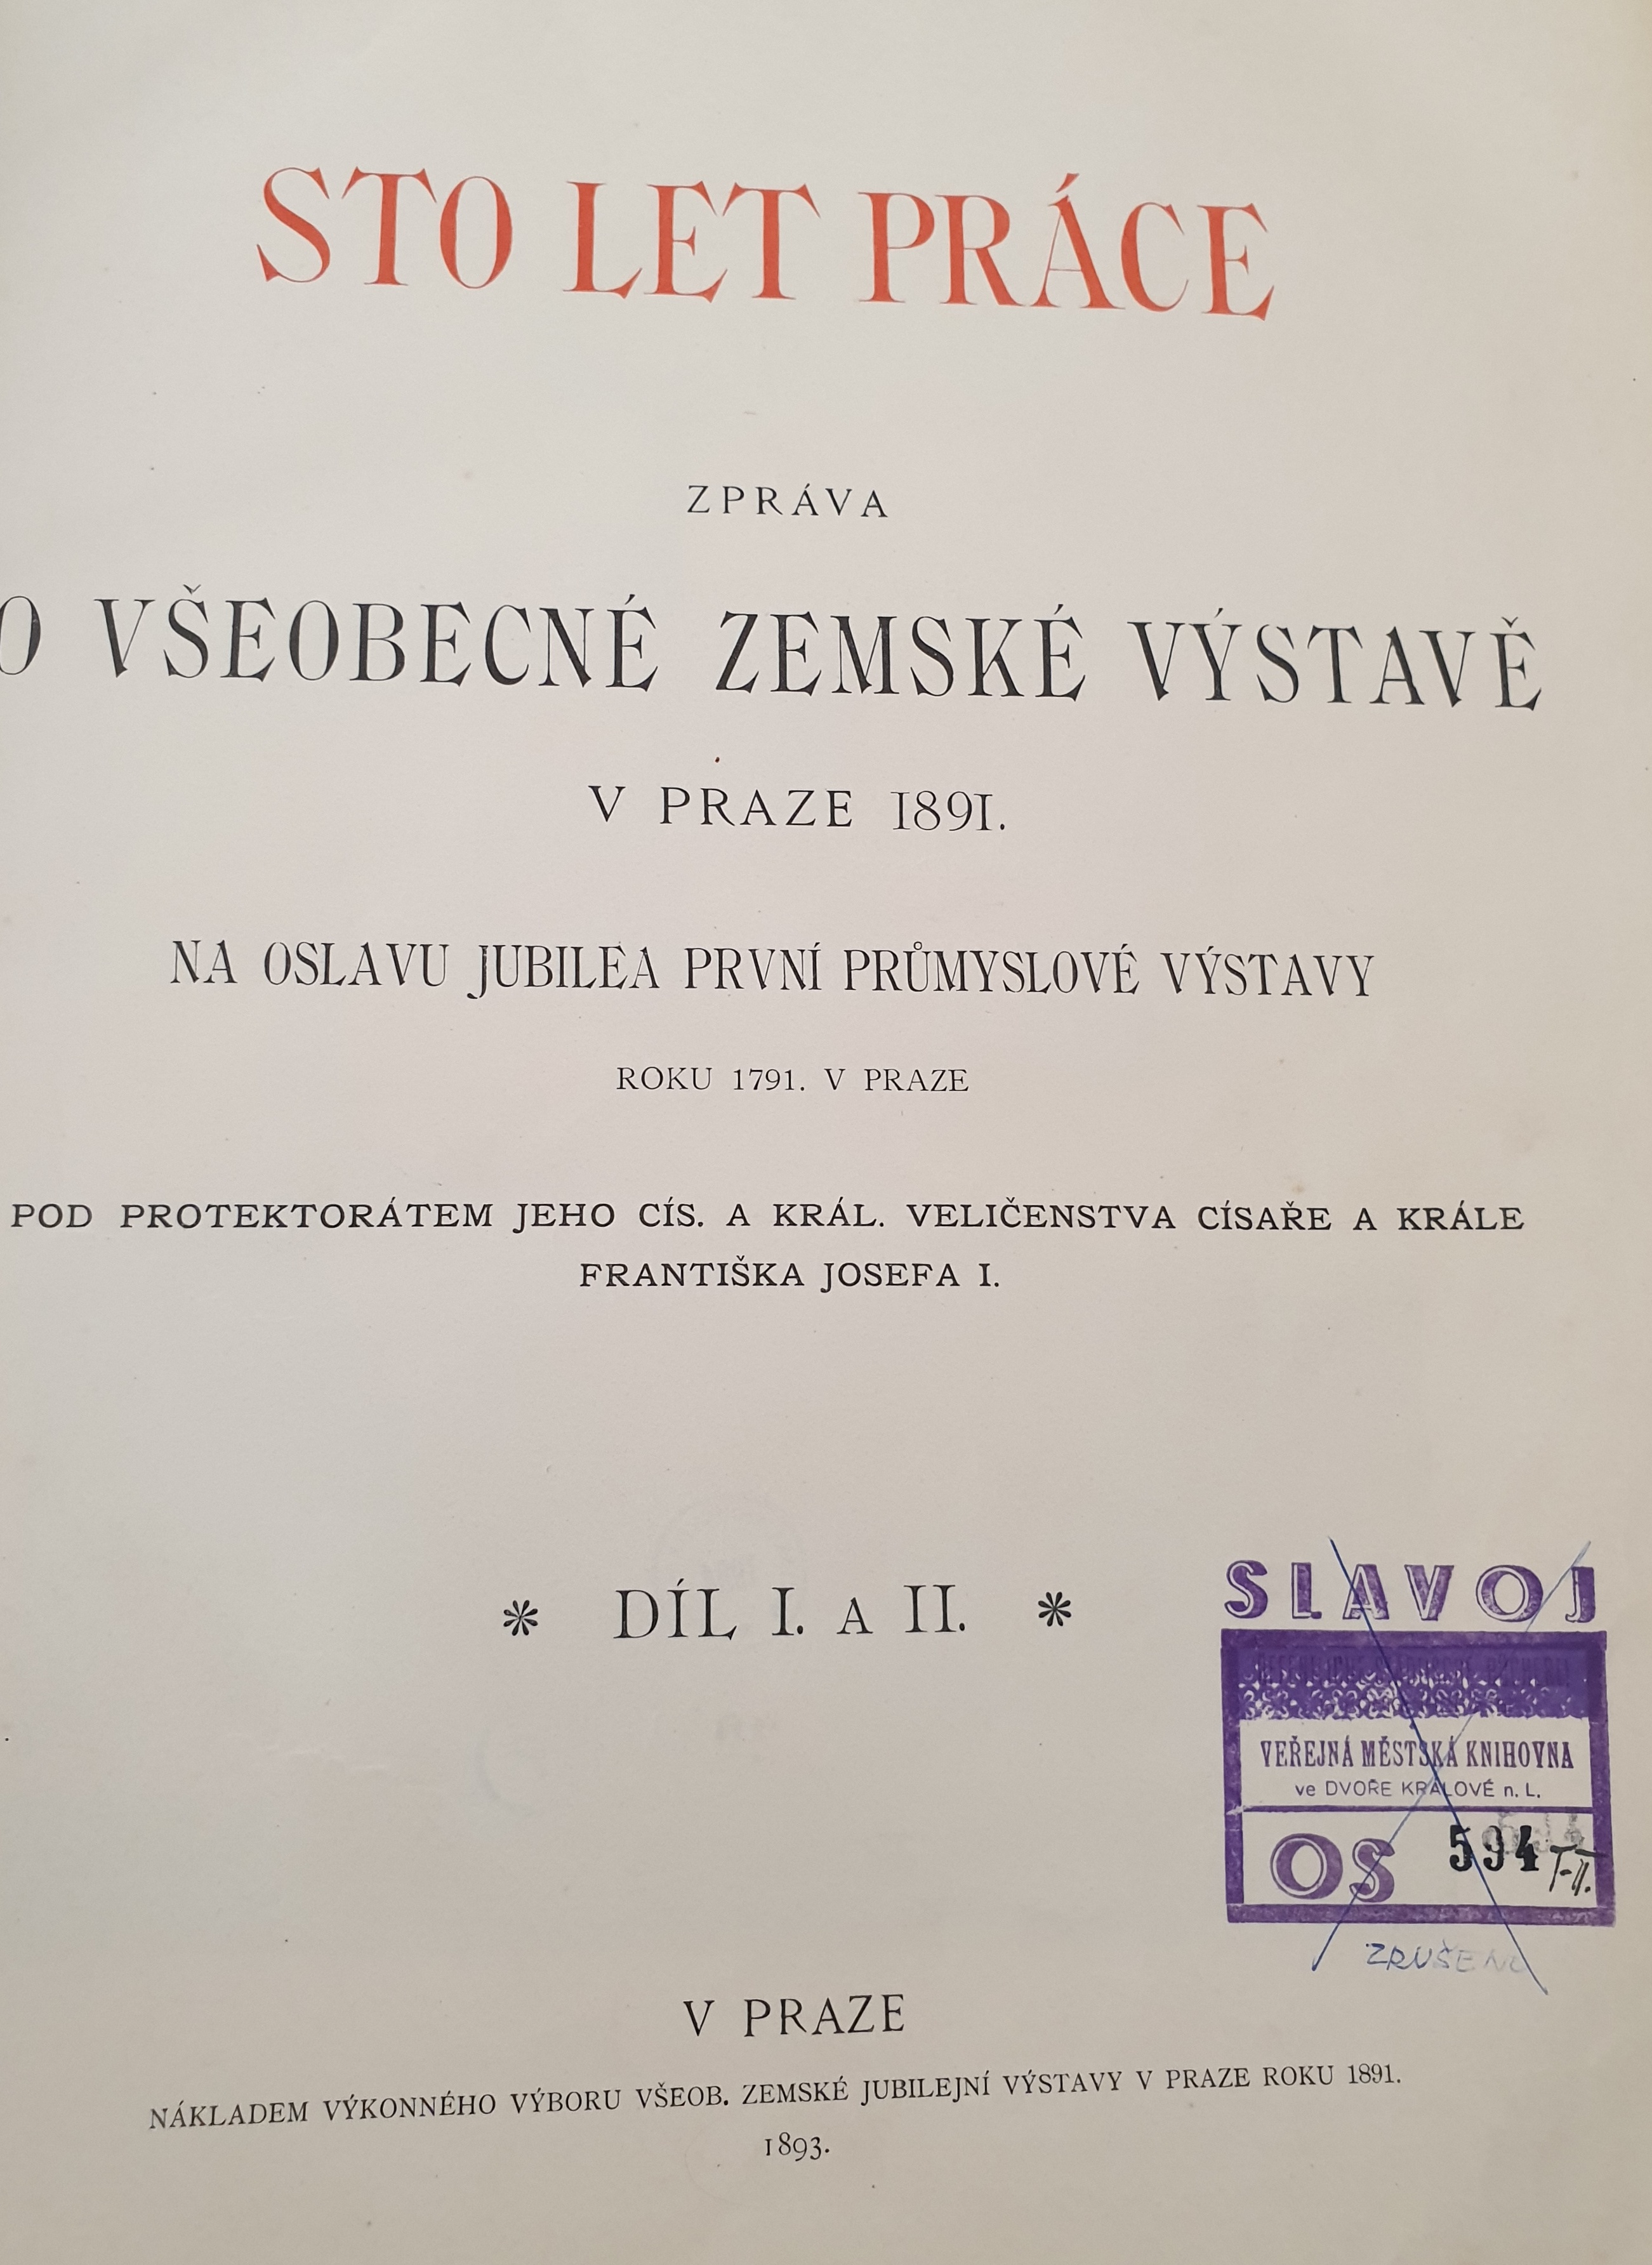 STO LET PRÁCE
ZPRÁVA
O VŠEOBECNÉ ZEMSKÉ VÝSTAVĚ
V PRAZE 1891.
NA OSLAVU JUBILEA PRVNÍ PRŮMYSLOVÉ VÝSTAVY
ROKU 1791. V PRAZE
POD PROTEKTORÁTEM JEHO CÍS. A KRÁL. VELIČENSTVA CÍSAŘE A KRÁLE
FRANTIŠKA JOSEFA I.
* DÍL I. A II. *
SLAVOJ
VEŘEJNÁ MĚSTSKÁ KNIHOVNA
ve DVOŘE KRÁLOVÉ n. L.
OS 594 I-II.
ZRUŠENO
V PRAZE
NÁKLADEM VÝKONNÉHO VÝBORU VŠEOB. ZEMSKÉ JUBILEJNÍ VÝSTAVY V PRAZE ROKU 1891.
1893.